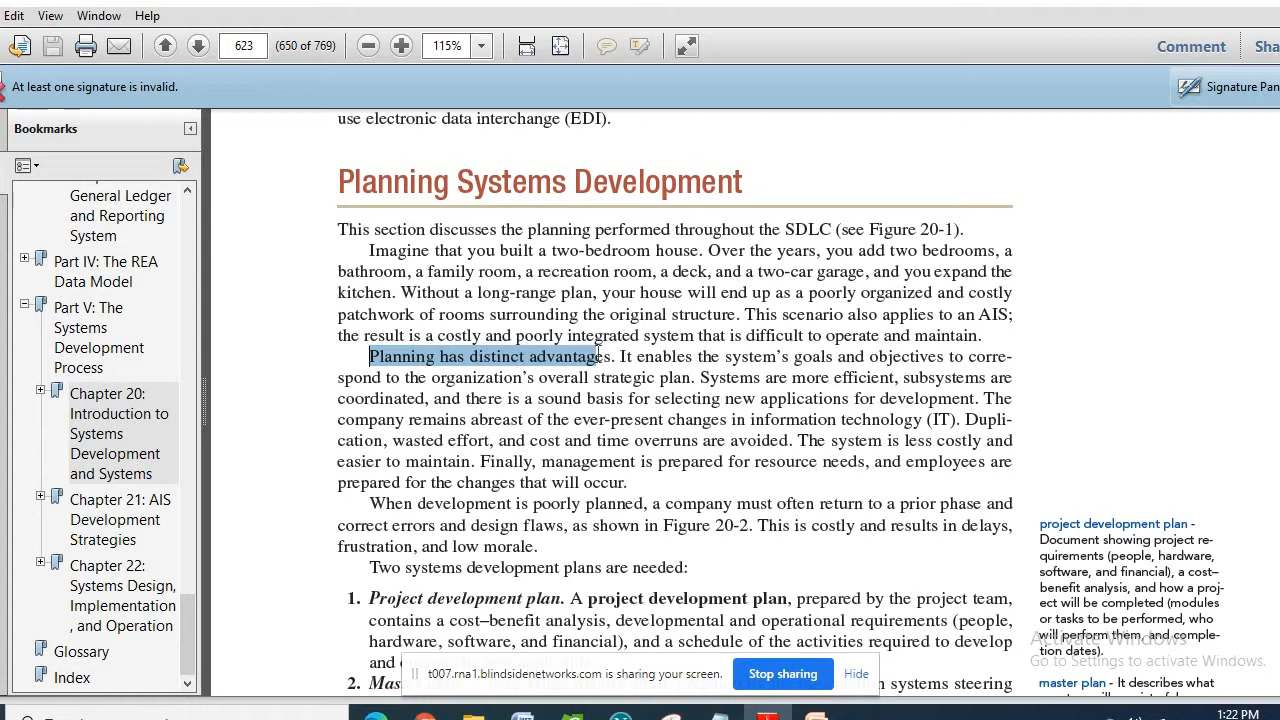 Edit View Window Help
623 (650 of 769) 115% Comment Sha
At least one signature is invalid. Signature Pan
Bookmarks
General Ledger
and Reporting
System
Part IV: The REA
Data Model
Part V: The
Systems
Development
Process
Chapter 20:
Introduction to
Systems
Development
and Systems
Chapter 21: AIS
Development
Strategies
Chapter 22:
Systems Design,
Implementation
, and Operation
Glossary
Index
use electronic data interchange (EDI).
Planning Systems Development
This section discusses the planning performed throughout the SDLC (see Figure 20-1).
Imagine that you built a two-bedroom house. Over the years, you add two bedrooms, a
bathroom, a family room, a recreation room, a deck, and a two-car garage, and you expand the
kitchen. Without a long-range plan, your house will end up as a poorly organized and costly
patchwork of rooms surrounding the original structure. This scenario also applies to an AIS;
the result is a costly and poorly integrated system that is difficult to operate and maintain.
Planning has distinct advantages. It enables the system's goals and objectives to corre-
spond to the organization's overall strategic plan. Systems are more efficient, subsystems are
coordinated, and there is a sound basis for selecting new applications for development. The
company remains abreast of the ever-present changes in information technology (IT). Dupli-
cation, wasted effort, and cost and time overruns are avoided. The system is less costly and
easier to maintain. Finally, management is prepared for resource needs, and employees are
prepared for the changes that will occur.
When development is poorly planned, a company must often return to a prior phase and
correct errors and design flaws, as shown in Figure 20-2. This is costly and results in delays,
frustration, and low morale.
Two systems development plans are needed:
1. Project development plan. A project development plan, prepared by the project team,
contains a cost–benefit analysis, developmental and operational requirements (people,
hardware, software, and financial), and a schedule of the activities required to develop
and
2. Mas systems steering
project development plan -
Document showing project re-
quirements (people, hardware,
software, and financial), a cost–
benefit analysis, and how a proj-
ect will be completed (modules
or tasks to be performed, who
will perform them, and comple-
tion dates).
master plan - It describes what
Activate Windows
Go to Settings to activate Windows.
t007.rna1.blindsidenetworks.com is sharing your screen. Stop sharing Hide
1:22 PM